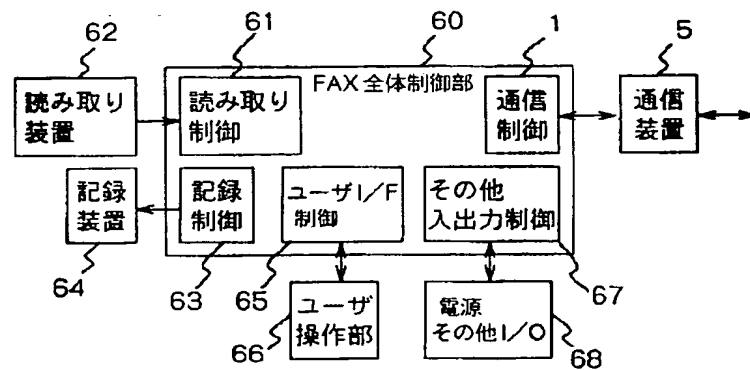 62
61
60
1
5
FAX全体制御部
読み取り
装置
読み取り
制御
通信
制御
通信
装置
記録
装置
記録
制御
ユーザI/F
制御
その他
入出力制御
64
63
65
67
ユーザ
操作部
電源
その他I/O
66
68